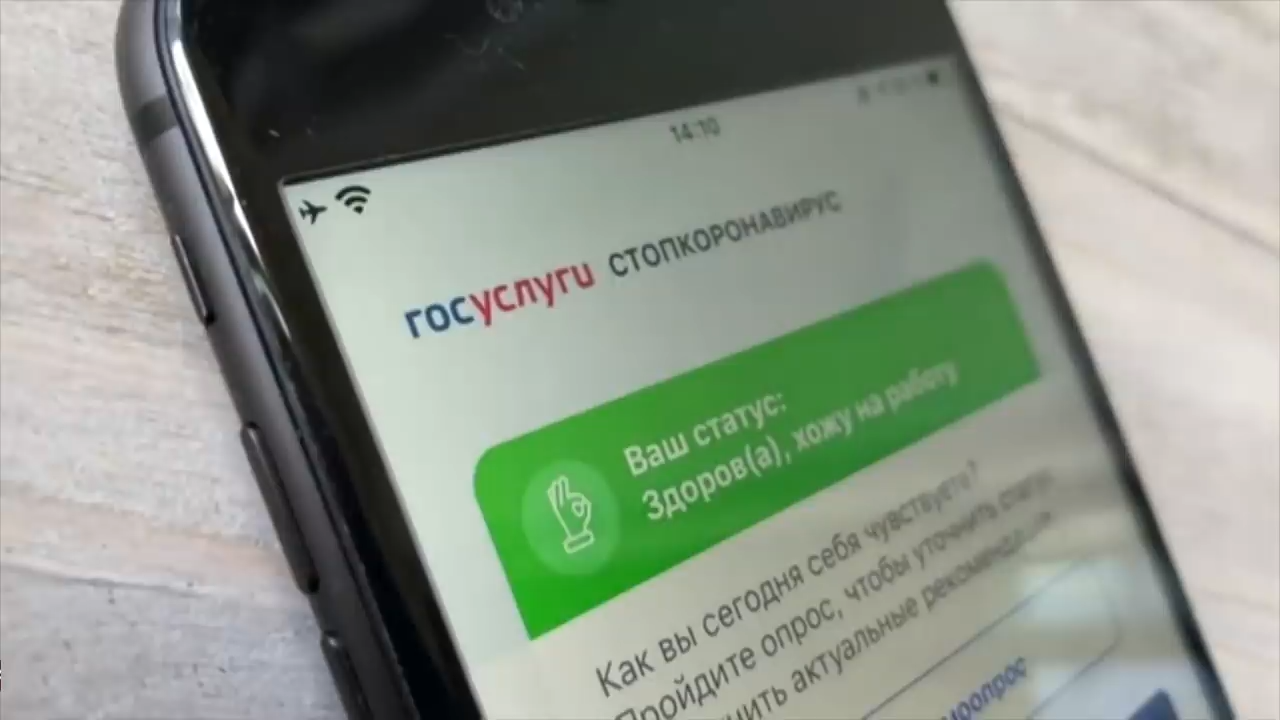 14:10
госуслуги СТОПКОРОНАВИРУС
Ваш статус:
Здоров(а), хожу на работу
Как вы сегодня себя чувствуете?
Пройдите опрос, чтобы уточнить
актуальные